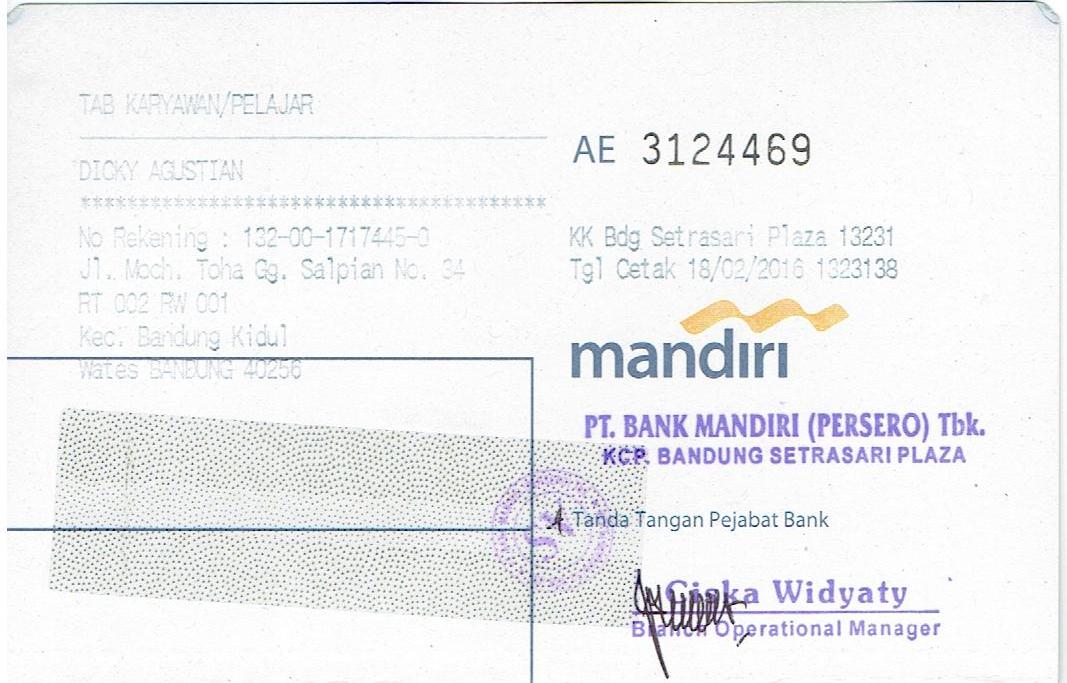 TAB KARYAWAN/PELAJAR
DICKY AGUSTIAN
****************************************
No Rekening : 132-00-1717445-0
Jl. Moch. Toha Gg. Salpian No. 34
RT 002 RW 001
Kec. Bandung Kidul
Wates BANDUNG 40256
AE 3124469
KK Bdg Setrasari Plaza 13231
Tgl Cetak 18/02/2016 1323138
mandiri
PT. BANK MANDIRI (PERSERO) Tbk.
KCP. BANDUNG SETRASARI PLAZA
Tanda Tangan Pejabat Bank
Widyaty
Branch Operational Manager